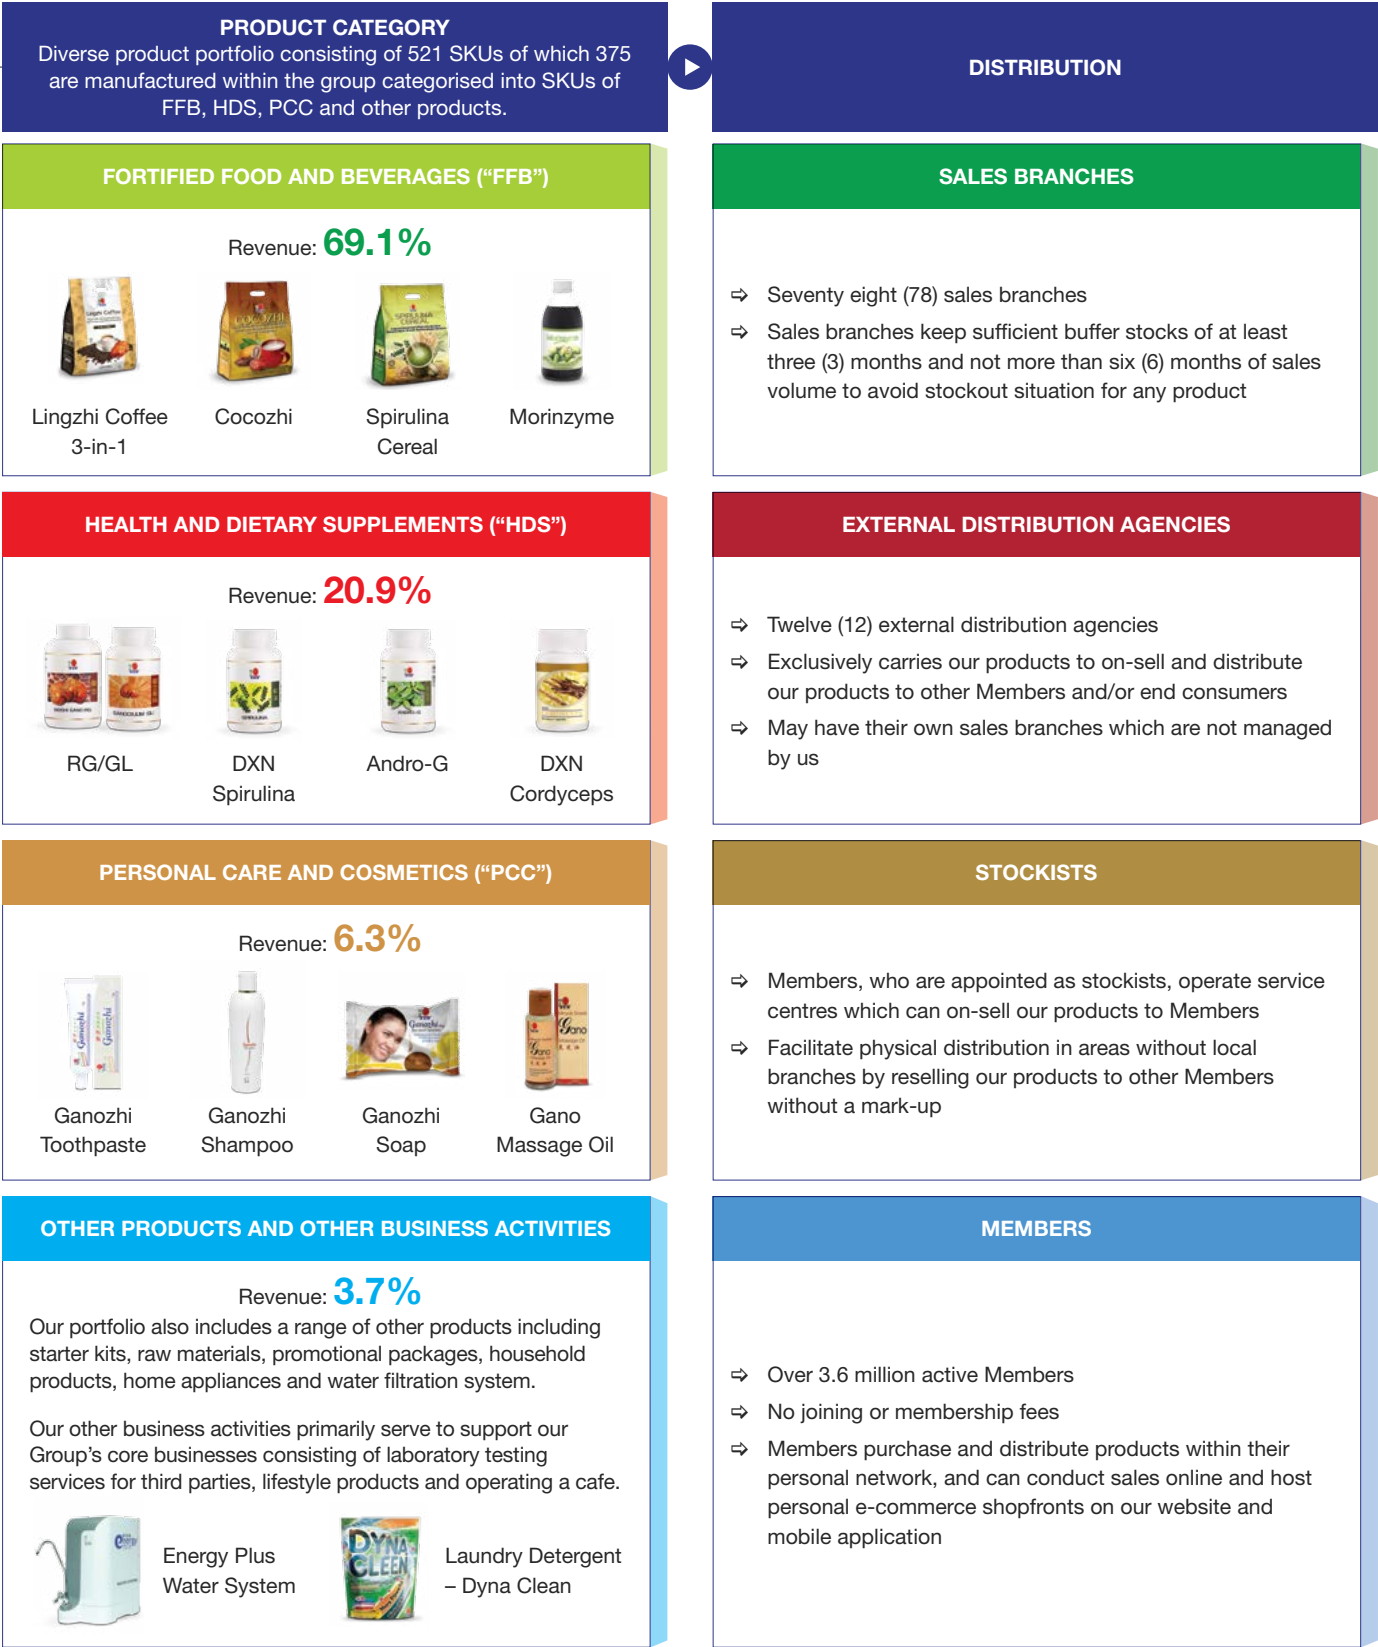 PRODUCT CATEGORY
Diverse product portfolio consisting of 521 SKUs of which 375
are manufactured within the group categorised into SKUs of
FFB, HDS, PCC and other products.
FORTIFIED FOOD AND BEVERAGES (“FFB”)
Revenue: 69.1%
Lingzhi Coffee
3-in-1
Cocozhi
Spirulina
Cereal
Morinzyme
HEALTH AND DIETARY SUPPLEMENTS (“HDS”)
Revenue: 20.9%
RG/GL
DXN
Spirulina
Andro-G
DXN
Cordyceps
PERSONAL CARE AND COSMETICS (“PCC”)
Revenue: 6.3%
Ganozhi
Toothpaste
Ganozhi
Shampoo
Ganozhi
Soap
Gano
Massage Oil
OTHER PRODUCTS AND OTHER BUSINESS ACTIVITIES
Revenue: 3.7%
Our portfolio also includes a range of other products including
starter kits, raw materials, promotional packages, household
products, home appliances and water filtration system.
Our other business activities primarily serve to support our
Group’s core businesses consisting of laboratory testing
services for third parties, lifestyle products and operating a cafe.
Energy Plus
Water System
DYNA
CLEEN
Laundry Detergent
– Dyna Clean
DISTRIBUTION
SALES BRANCHES
➩ Seventy eight (78) sales branches
➩ Sales branches keep sufficient buffer stocks of at least
three (3) months and not more than six (6) months of sales
volume to avoid stockout situation for any product
EXTERNAL DISTRIBUTION AGENCIES
➩ Twelve (12) external distribution agencies
➩ Exclusively carries our products to on-sell and distribute
our products to other Members and/or end consumers
➩ May have their own sales branches which are not managed
by us
STOCKISTS
➩ Members, who are appointed as stockists, operate service
centres which can on-sell our products to Members
➩ Facilitate physical distribution in areas without local
branches by reselling our products to other Members
without a mark-up
MEMBERS
➩ Over 3.6 million active Members
➩ No joining or membership fees
➩ Members purchase and distribute products within their
personal network, and can conduct sales online and host
personal e-commerce shopfronts on our website and
mobile application